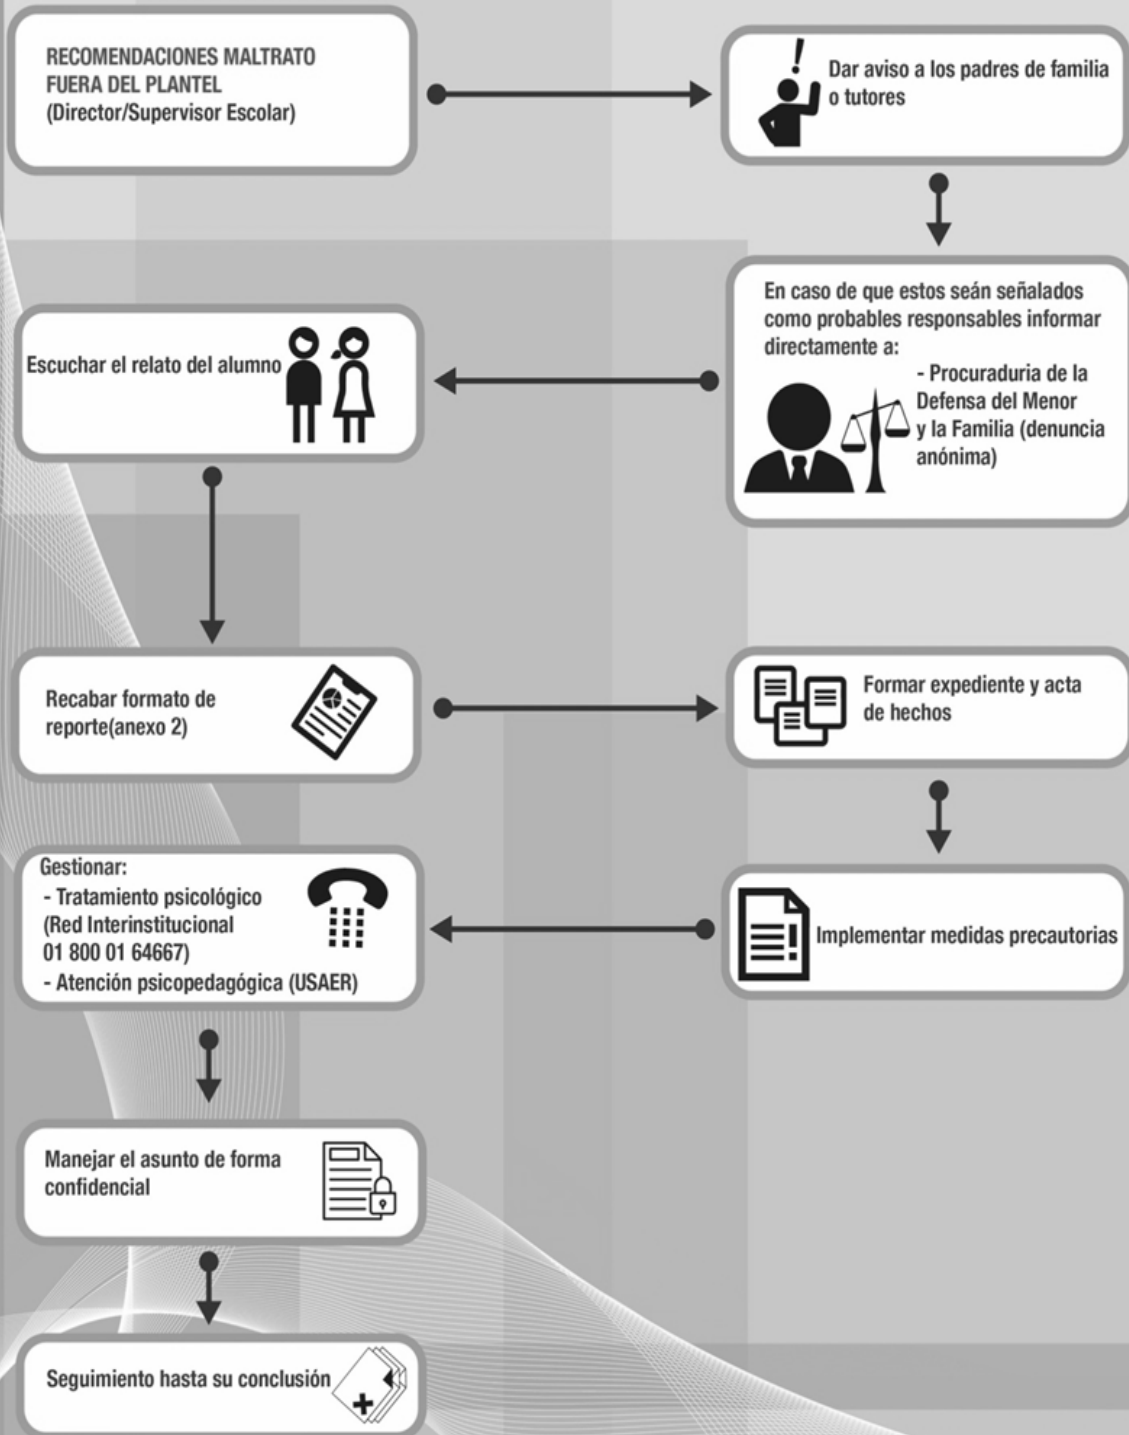 RECOMENDACIONES MALTRATO
FUERA DEL PLANTEL
(Director/Supervisor Escolar)
Dar aviso a los padres de familia
o tutores
En caso de que estos seán señalados
como probables responsables informar
directamente a:
- Procuraduria de la
Defensa del Menor
y la Familia (denuncia
anónima)
Escuchar el relato del alumno
Recabar formato de
reporte(anexo 2)
Formar expediente y acta
de hechos
Implementar medidas precautorias
Gestionar:
- Tratamiento psicológico
(Red Interinstitucional
01 800 01 64667)
- Atención psicopedagógica (USAER)
Manejar el asunto de forma
confidencial
Seguimiento hasta su conclusión